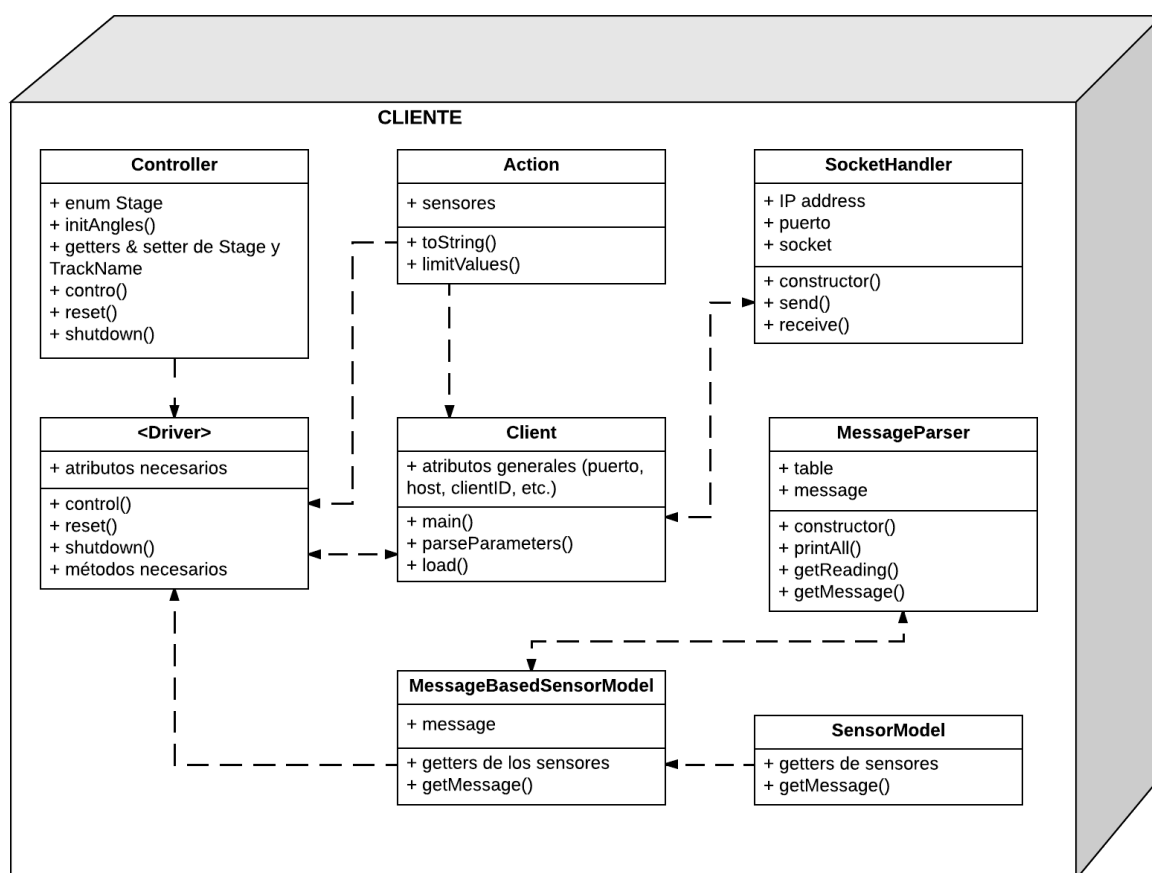 CLIENTE
Controller
+ enum Stage
+ initAngles()
+ getters & setter de Stage y
TrackName
+ contro()
+ reset()
+ shutdown()
Action
+ sensores
+ toString()
+ limitValues()
SocketHandler
+ IP address
+ puerto
+ socket
+ constructor()
+ send()
+ receive()
<Driver>
+ atributos necesarios
+ control()
+ reset()
+ shutdown()
+ métodos necesarios
Client
+ atributos generales (puerto,
host, clientID, etc.)
+ main()
+ parseParameters()
+ load()
MessageParser
+ table
+ message
+ constructor()
+ printAll()
+ getReading()
+ getMessage()
MessageBasedSensorModel
+ message
+ getters de los sensores
+ getMessage()
SensorModel
+ getters de sensores
+ getMessage()